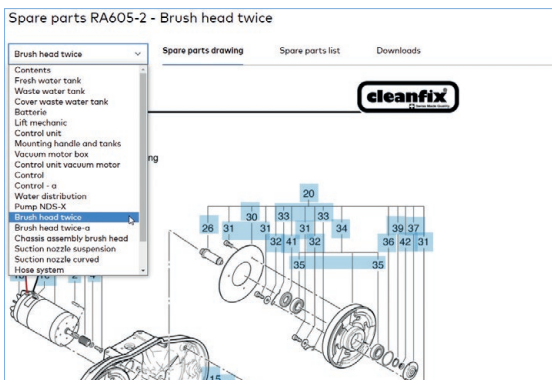 Spare parts RA605-2 - Brush head twice
Brush head twice
Spare parts drawing
Spare parts list
Downloads
Contents
Fresh water tank
Waste water tank
Cover waste water tank
Batterie
Lift mechanic
Control unit
Mounting handle and tanks
Vacuum motor box
Control unit vacuum motor
Control
Control - a
Water distribution
Pump NDS-X
Brush head twice
Brush head twice-a
Chassis assembly brush head
Suction nozzle suspension
Suction nozzle curved
Hose system
cleanfix
ng
20
30 33 33
26 31 31 31 34 39 37
32 41 32 36 42 31
35 35
15